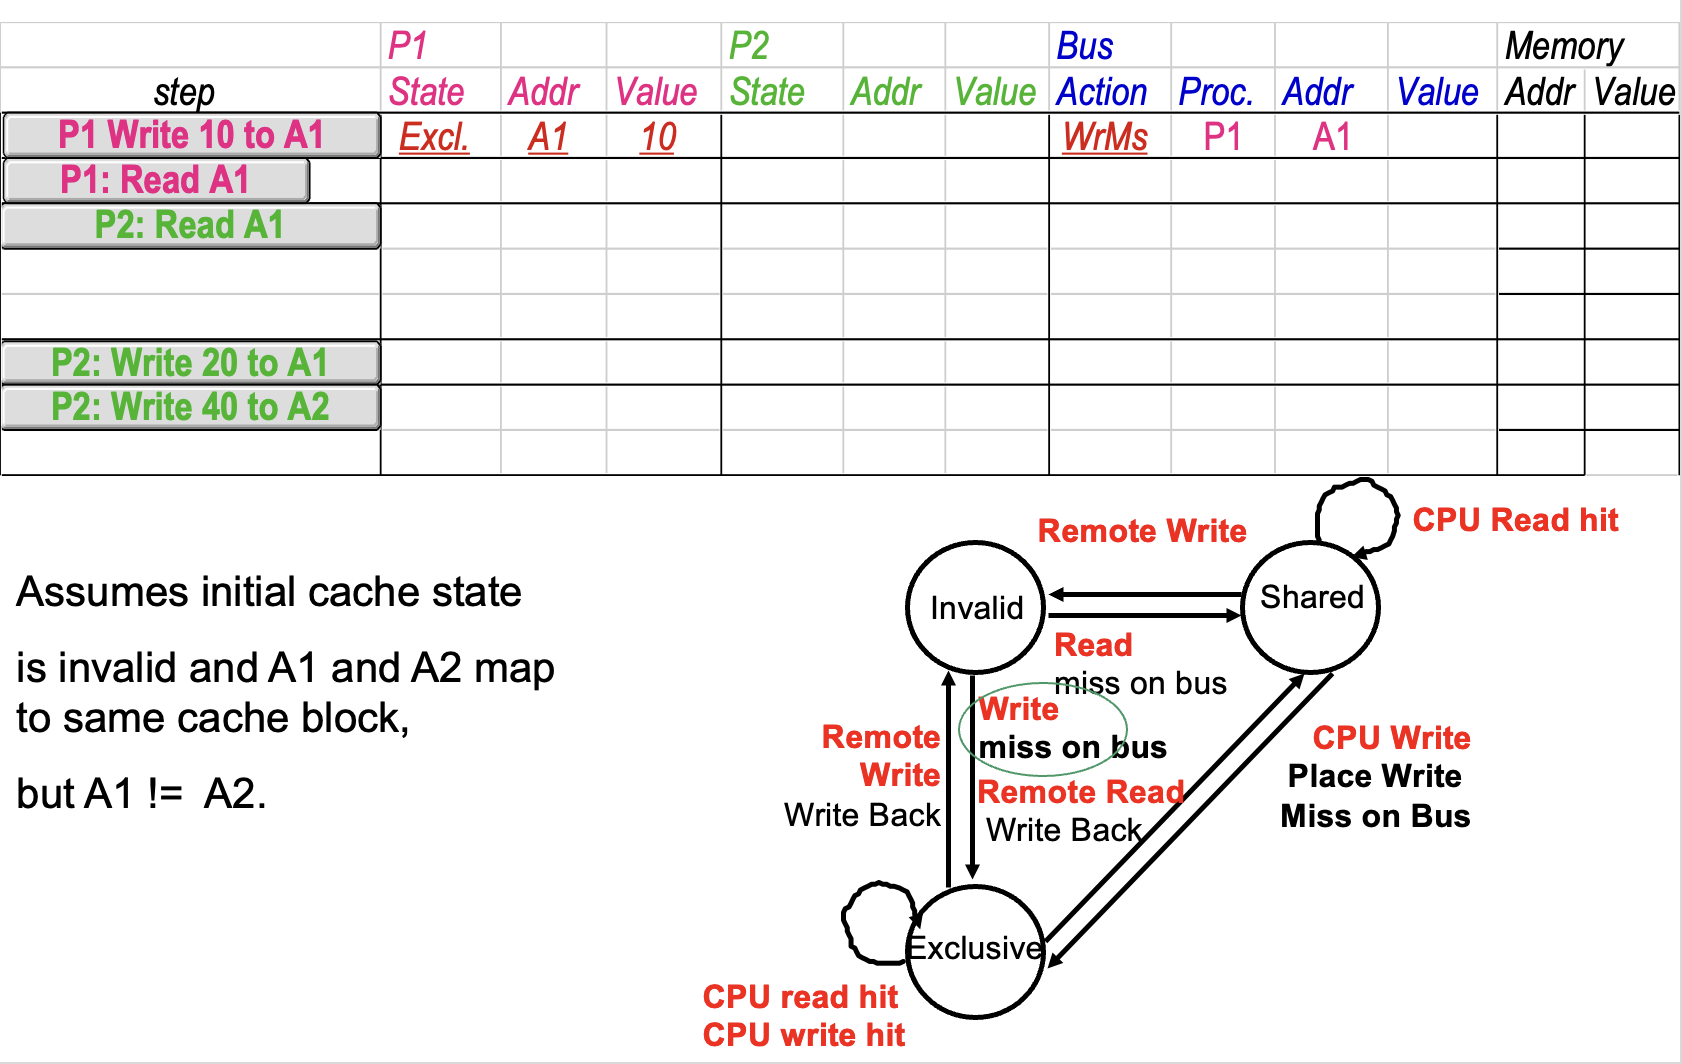 P1 P2 Bus Memory
step State Addr Value State Addr Value Action Proc. Addr Value Addr Value
P1 Write 10 to A1 Excl. A1 10 WrMs P1 A1
P1: Read A1
P2: Read A1
P2: Write 20 to A1
P2: Write 40 to A2
Assumes initial cache state
is invalid and A1 and A2 map
to same cache block,
but A1 != A2.
Remote Write
CPU Read hit
Invalid
Shared
Read
miss on bus
Write
miss on bus
Remote
Write
Write Back
Remote Read
Write Back
CPU Write
Place Write
Miss on Bus
Exclusive
CPU read hit
CPU write hit